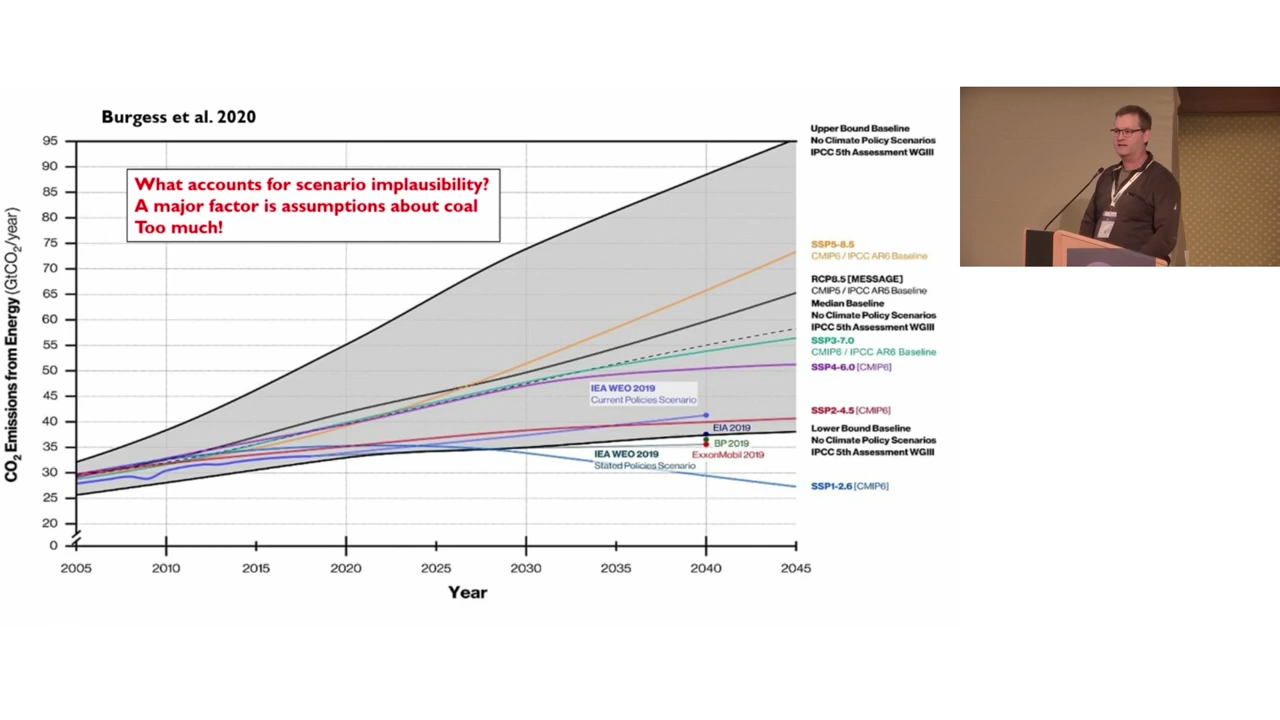 Burgess et al. 2020
What accounts for scenario implausibility?
A major factor is assumptions about coal
Too much!
CO₂ Emissions from Energy (GtCO₂/year)
95
90
85
80
75
70
65
60
55
50
45
40
35
30
25
20
0
2005
2010
2015
2020
2025
2030
2035
2040
2045
Year
IEA WEO 2019
Current Policies Scenario
EIA 2019
BP 2019
ExxonMobil 2019
IEA WEO 2019
Stated Policies Scenario
Upper Bound Baseline
No Climate Policy Scenarios
IPCC 5th Assessment WGIII
SSP5-8.5
CMIP6 / IPCC AR6 Baseline
RCP8.5 [MESSAGE]
CMIP5 / IPCC AR5 Baseline
Median Baseline
No Climate Policy Scenarios
IPCC 5th Assessment WGIII
SSP3-7.0
CMIP6 / IPCC AR6 Baseline
SSP4-6.0 [CMIP6]
SSP2-4.5 [CMIP6]
Lower Bound Baseline
No Climate Policy Scenarios
IPCC 5th Assessment WGIII
SSP1-2.6 [CMIP6]